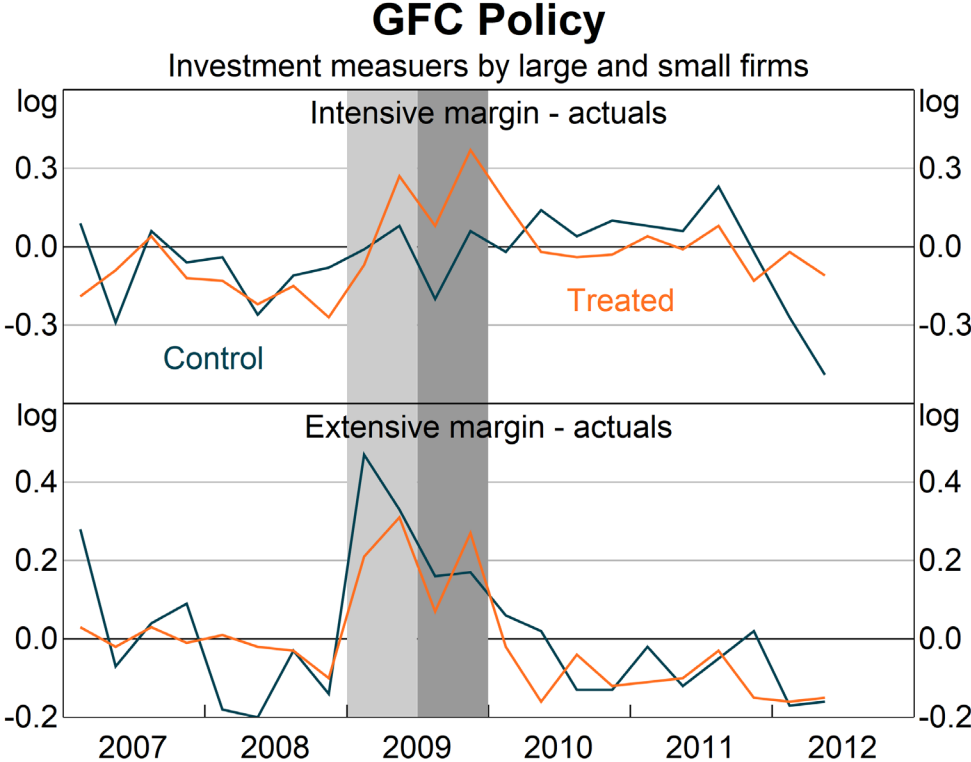 GFC Policy
Investment measuers by large and small firms
log log
Intensive margin - actuals
0.3 0.3
0.0 0.0
Treated
-0.3 -0.3
Control
log log
Extensive margin - actuals
0.4 0.4
0.2 0.2
0.0 0.0
-0.2 -0.2
2007 2008 2009 2010 2011 2012